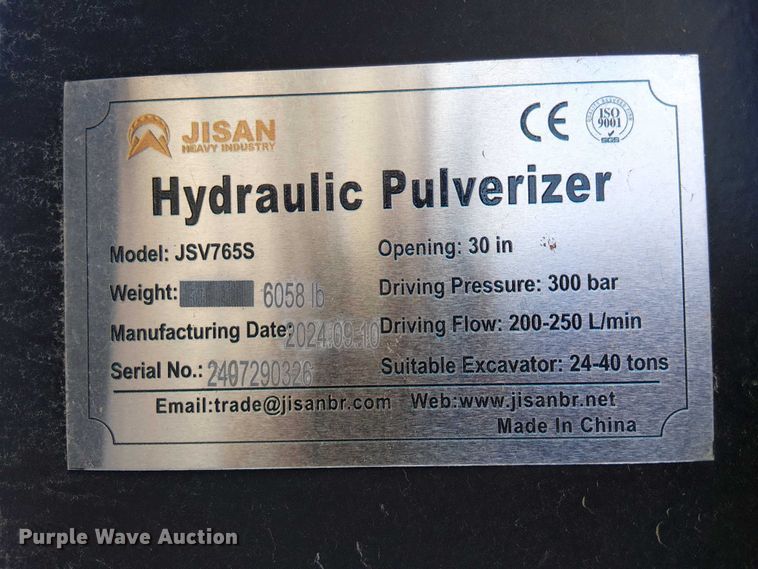 JISAN
HEAVY INDUSTRY
CE
ISO
9001
SGS
Hydraulic Pulverizer
Model: JSV765S
Opening: 30 in
Weight: 6058 lb
Driving Pressure: 300 bar
Manufacturing Date: 2024.09.10
Driving Flow: 200-250 L/min
Serial No.: 2407290326
Suitable Excavator: 24-40 tons
Email:trade@jisanbr.com Web:www.jisanbr.net
Made In China
Purple Wave Auction